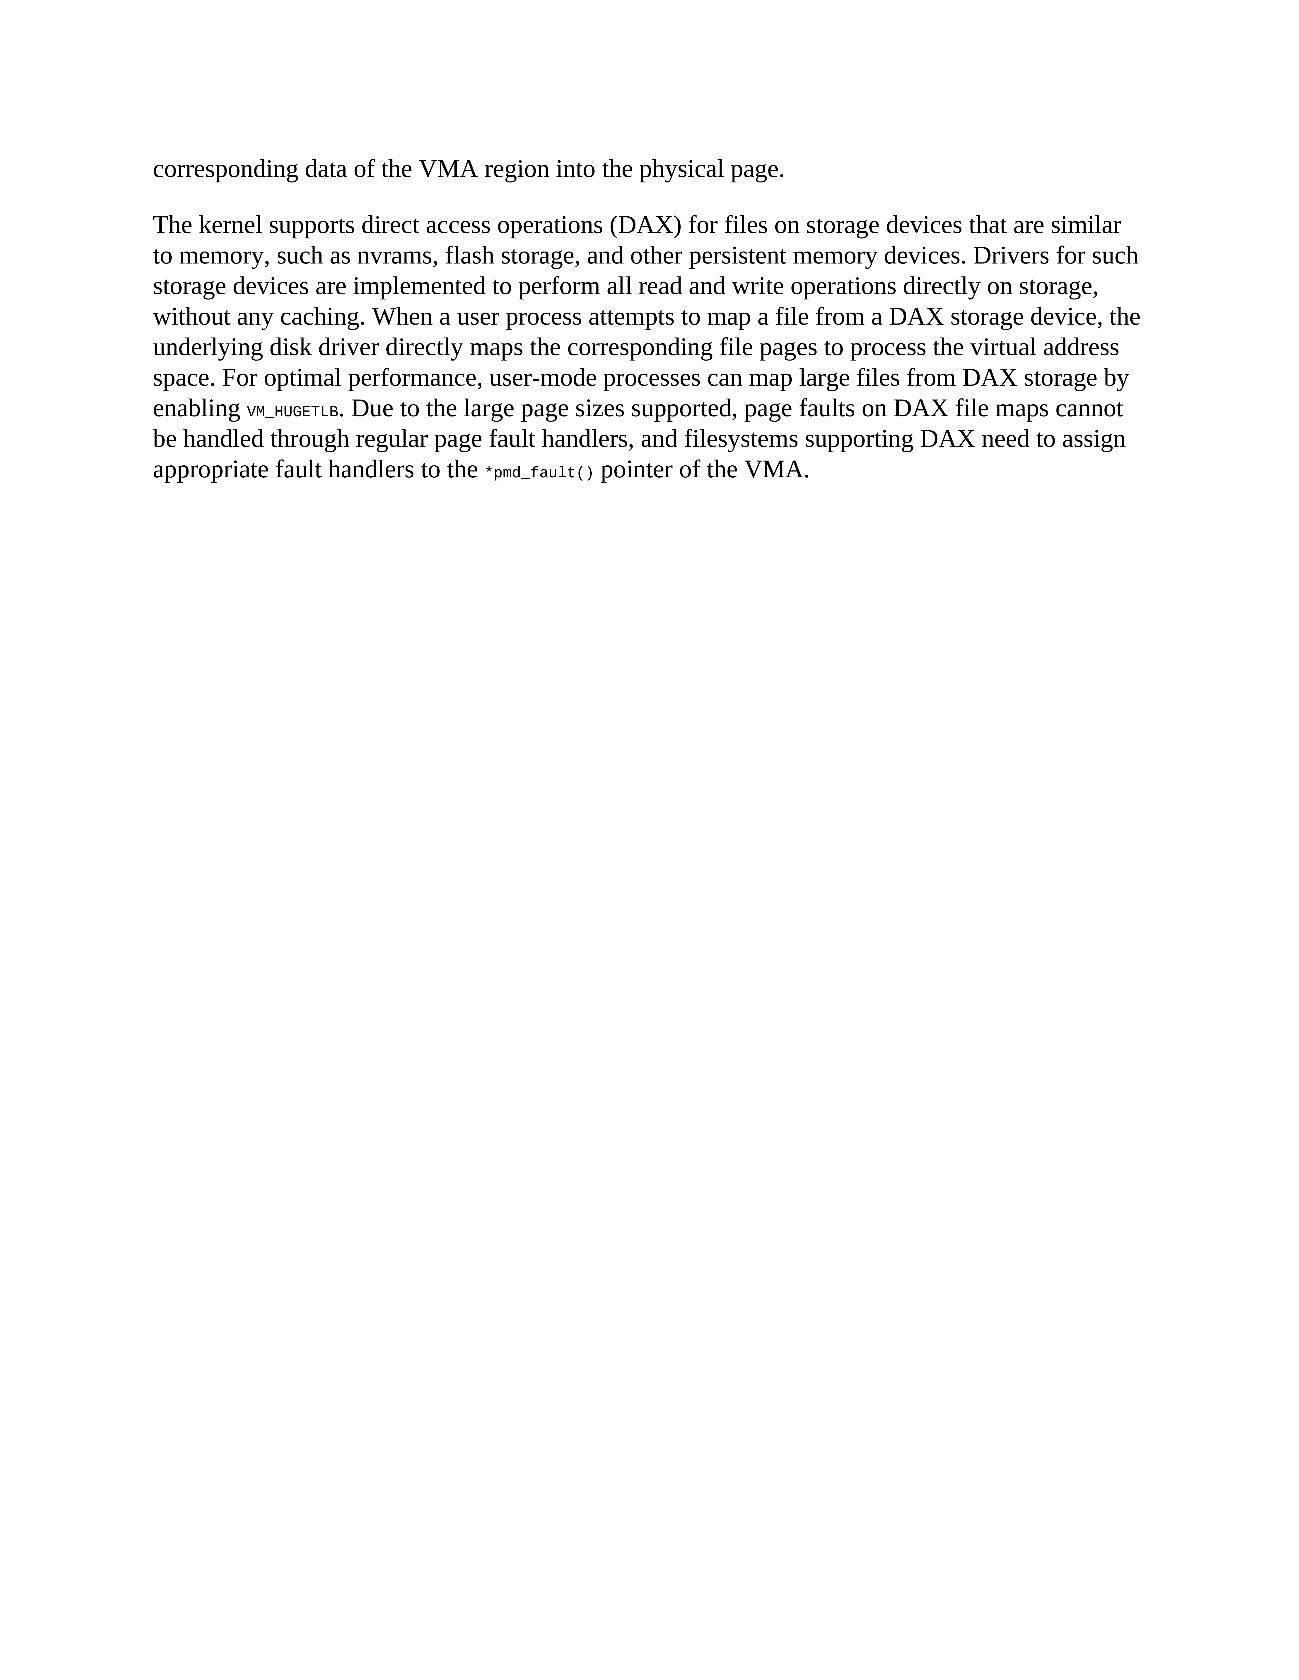 corresponding data of the VMA region into the physical page.
The kernel supports direct access operations (DAX) for files on storage devices that are similar
to memory, such as nvrams, flash storage, and other persistent memory devices. Drivers for such
storage devices are implemented to perform all read and write operations directly on storage,
without any caching. When a user process attempts to map a file from a DAX storage device, the
underlying disk driver directly maps the corresponding file pages to process the virtual address
space. For optimal performance, user-mode processes can map large files from DAX storage by
enabling VM_HUGETLB. Due to the large page sizes supported, page faults on DAX file maps cannot
be handled through regular page fault handlers, and filesystems supporting DAX need to assign
appropriate fault handlers to the *pmd_fault() pointer of the VMA.